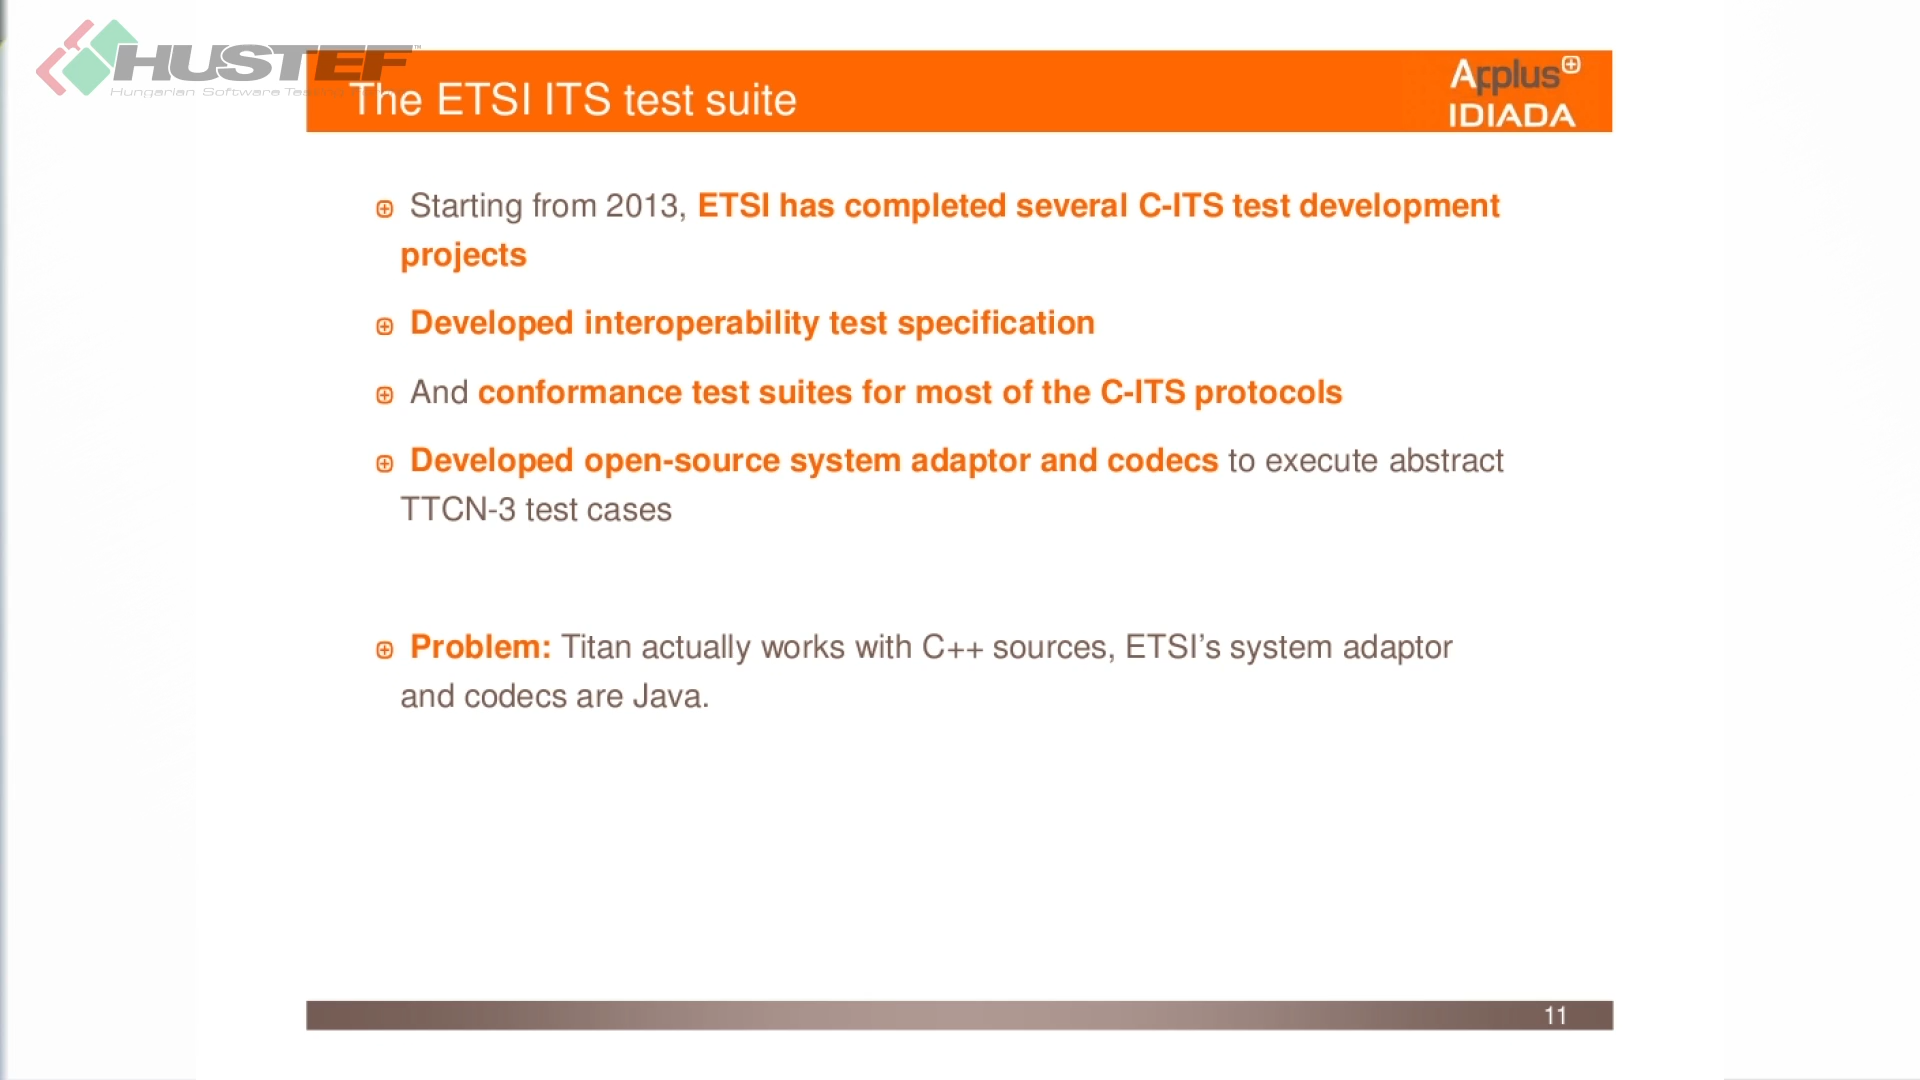 HUSTEF
Hungarian Software
The ETSI ITS test suite
Applus
IDIADA
Starting from 2013, ETSI has completed several C-ITS test development
projects
Developed interoperability test specification
And conformance test suites for most of the C-ITS protocols
Developed open-source system adaptor and codecs to execute abstract
TTCN-3 test cases
Problem: Titan actually works with C++ sources, ETSI’s system adaptor
and codecs are Java.
11